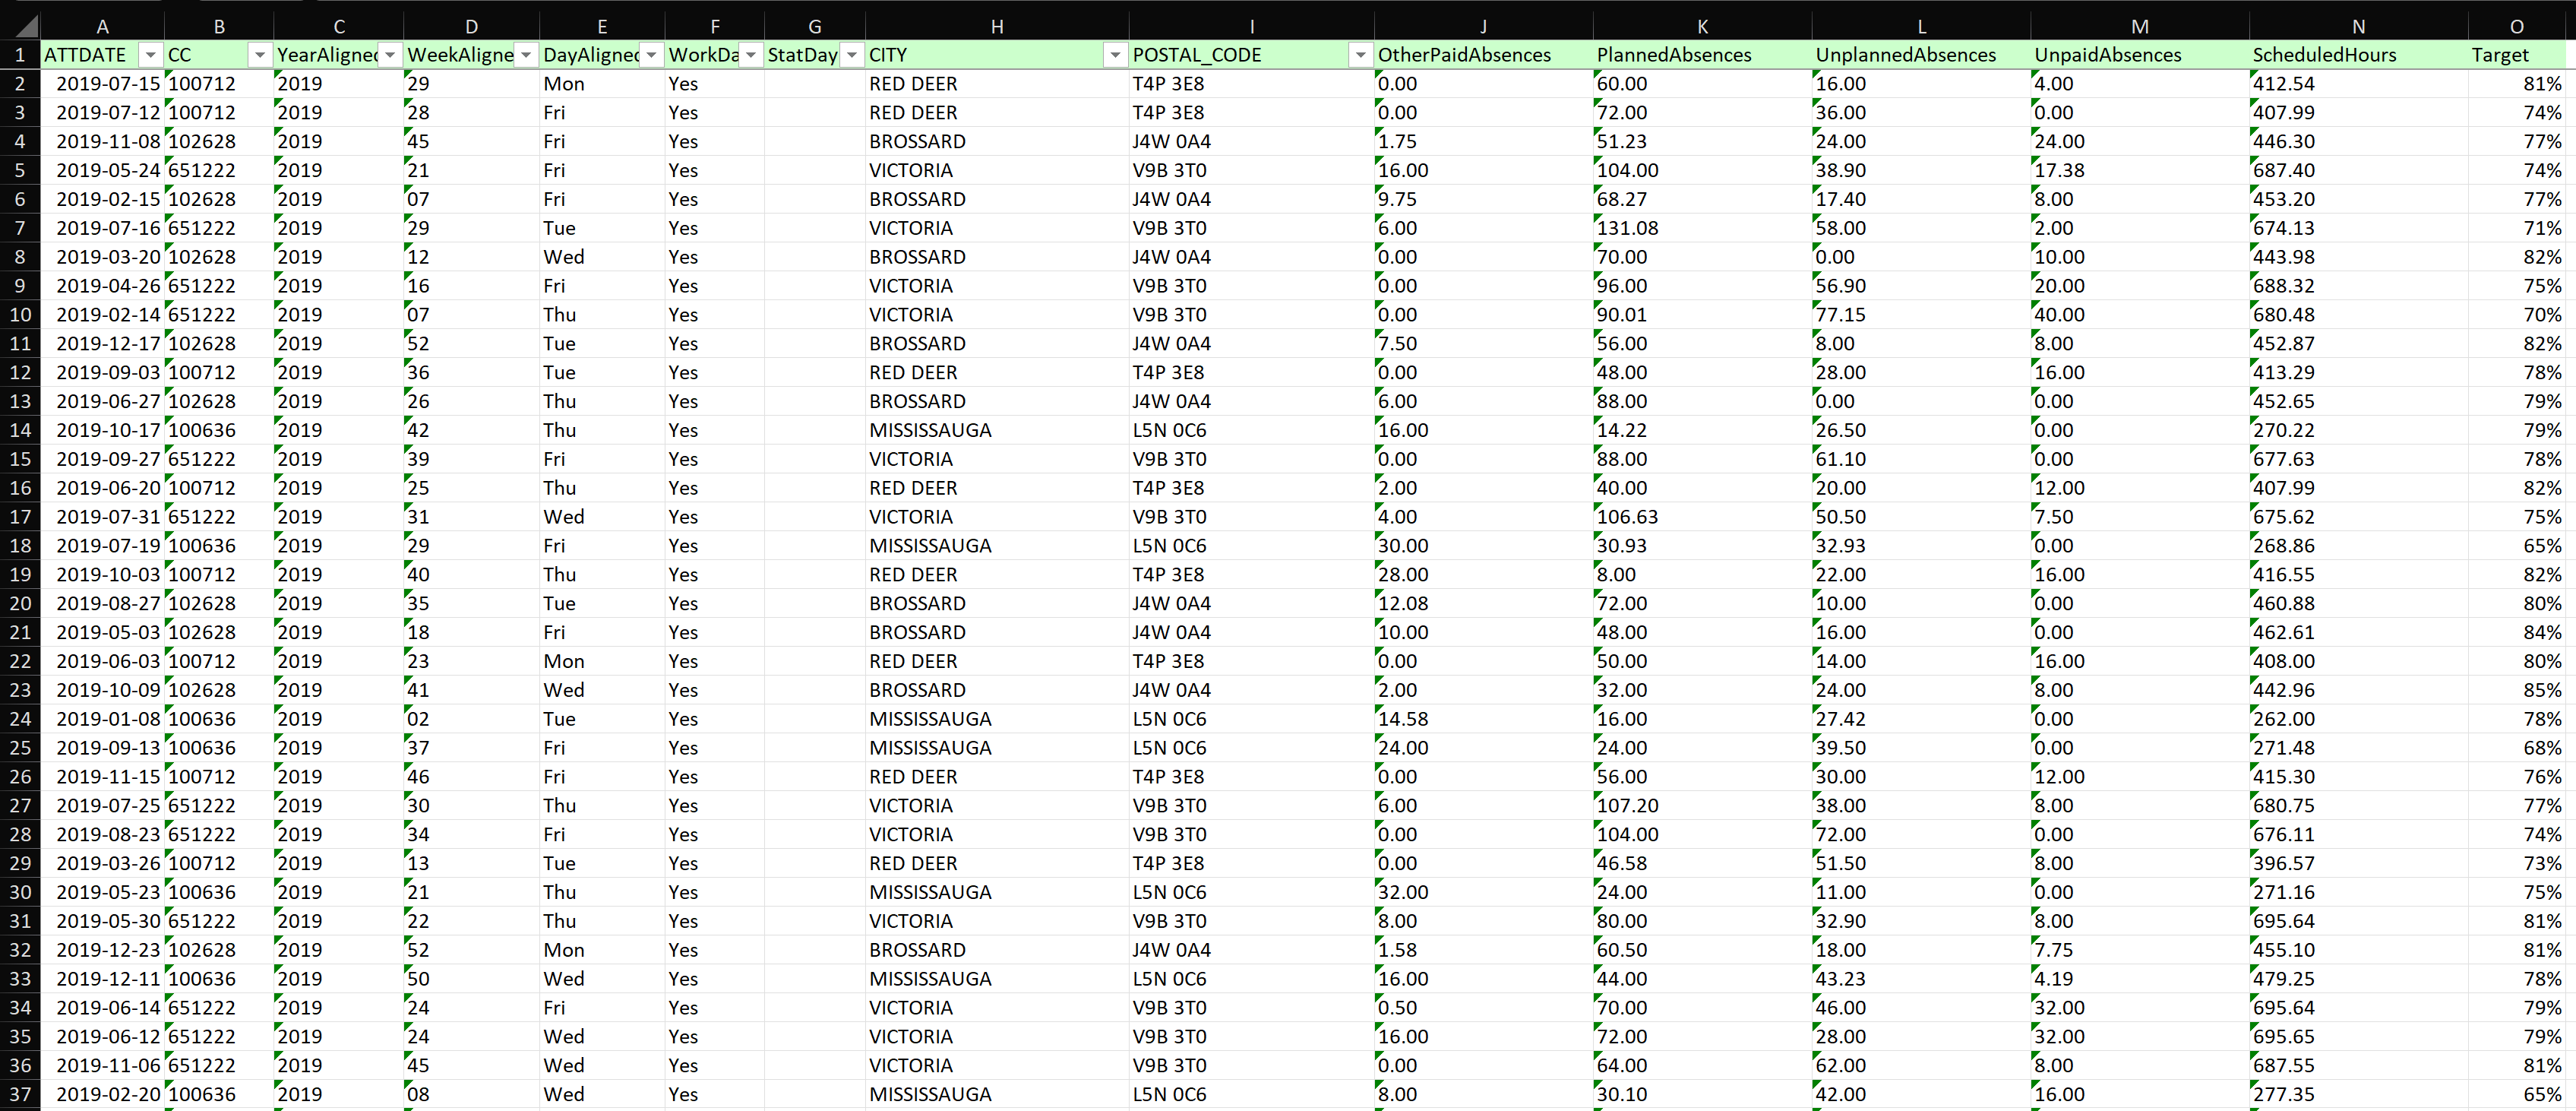 A B C D E F G H I J K L M N O
1 ATTDATE CC YearAligned WeekAligne DayAligned WorkDa StatDay CITY POSTAL_CODE OtherPaidAbsences PlannedAbsences UnplannedAbsences UnpaidAbsences ScheduledHours Target
2 2019-07-15 100712 2019 29 Mon Yes RED DEER T4P 3E8 0.00 60.00 16.00 4.00 412.54 81%
3 2019-07-12 100712 2019 28 Fri Yes RED DEER T4P 3E8 0.00 72.00 36.00 0.00 407.99 74%
4 2019-11-08 102628 2019 45 Fri Yes BROSSARD J4W 0A4 1.75 51.23 24.00 24.00 446.30 77%
5 2019-05-24 651222 2019 21 Fri Yes VICTORIA V9B 3T0 16.00 104.00 38.90 17.38 687.40 74%
6 2019-02-15 102628 2019 07 Fri Yes BROSSARD J4W 0A4 9.75 68.27 17.40 8.00 453.20 77%
7 2019-07-16 651222 2019 29 Tue Yes VICTORIA V9B 3T0 6.00 131.08 58.00 2.00 674.13 71%
8 2019-03-20 102628 2019 12 Wed Yes BROSSARD J4W 0A4 0.00 70.00 0.00 10.00 443.98 82%
9 2019-04-26 651222 2019 16 Fri Yes VICTORIA V9B 3T0 0.00 96.00 56.90 20.00 688.32 75%
10 2019-02-14 651222 2019 07 Thu Yes VICTORIA V9B 3T0 0.00 90.01 77.15 40.00 680.48 70%
11 2019-12-17 102628 2019 52 Tue Yes BROSSARD J4W 0A4 7.50 56.00 8.00 8.00 452.87 82%
12 2019-09-03 100712 2019 36 Tue Yes RED DEER T4P 3E8 0.00 48.00 28.00 16.00 413.29 78%
13 2019-06-27 102628 2019 26 Thu Yes BROSSARD J4W 0A4 6.00 88.00 0.00 0.00 452.65 79%
14 2019-10-17 100636 2019 42 Thu Yes MISSISSAUGA L5N 0C6 16.00 14.22 26.50 0.00 270.22 79%
15 2019-09-27 651222 2019 39 Fri Yes VICTORIA V9B 3T0 0.00 88.00 61.10 0.00 677.63 78%
16 2019-06-20 100712 2019 25 Thu Yes RED DEER T4P 3E8 2.00 40.00 20.00 12.00 407.99 82%
17 2019-07-31 651222 2019 31 Wed Yes VICTORIA V9B 3T0 4.00 106.63 50.50 7.50 675.62 75%
18 2019-07-19 100636 2019 29 Fri Yes MISSISSAUGA L5N 0C6 30.00 30.93 32.93 0.00 268.86 65%
19 2019-10-03 100712 2019 40 Thu Yes RED DEER T4P 3E8 28.00 8.00 22.00 16.00 416.55 82%
20 2019-08-27 102628 2019 35 Tue Yes BROSSARD J4W 0A4 12.08 72.00 10.00 0.00 460.88 80%
21 2019-05-03 102628 2019 18 Fri Yes BROSSARD J4W 0A4 10.00 48.00 16.00 0.00 462.61 84%
22 2019-06-03 100712 2019 23 Mon Yes RED DEER T4P 3E8 0.00 50.00 14.00 16.00 408.00 80%
23 2019-10-09 102628 2019 41 Wed Yes BROSSARD J4W 0A4 2.00 32.00 24.00 8.00 442.96 85%
24 2019-01-08 100636 2019 02 Tue Yes MISSISSAUGA L5N 0C6 14.58 16.00 27.42 0.00 262.00 78%
25 2019-09-13 100636 2019 37 Fri Yes MISSISSAUGA L5N 0C6 24.00 24.00 39.50 0.00 271.48 68%
26 2019-11-15 100712 2019 46 Fri Yes RED DEER T4P 3E8 0.00 56.00 30.00 12.00 415.30 76%
27 2019-07-25 651222 2019 30 Thu Yes VICTORIA V9B 3T0 6.00 107.20 38.00 8.00 680.75 77%
28 2019-08-23 651222 2019 34 Fri Yes VICTORIA V9B 3T0 0.00 104.00 72.00 0.00 676.11 74%
29 2019-03-26 100712 2019 13 Tue Yes RED DEER T4P 3E8 0.00 46.58 51.50 8.00 396.57 73%
30 2019-05-23 100636 2019 21 Thu Yes MISSISSAUGA L5N 0C6 32.00 24.00 11.00 0.00 271.16 75%
31 2019-05-30 651222 2019 22 Thu Yes VICTORIA V9B 3T0 8.00 80.00 32.90 8.00 695.64 81%
32 2019-12-23 102628 2019 52 Mon Yes BROSSARD J4W 0A4 1.58 60.50 18.00 7.75 455.10 81%
33 2019-12-11 100636 2019 50 Wed Yes MISSISSAUGA L5N 0C6 16.00 44.00 43.23 4.19 479.25 78%
34 2019-06-14 651222 2019 24 Fri Yes VICTORIA V9B 3T0 0.50 70.00 46.00 32.00 695.64 79%
35 2019-06-12 651222 2019 24 Wed Yes VICTORIA V9B 3T0 16.00 72.00 28.00 32.00 695.65 79%
36 2019-11-06 651222 2019 45 Wed Yes VICTORIA V9B 3T0 0.00 64.00 62.00 8.00 687.55 81%
37 2019-02-20 100636 2019 08 Wed Yes MISSISSAUGA L5N 0C6 8.00 30.10 42.00 16.00 277.35 65%